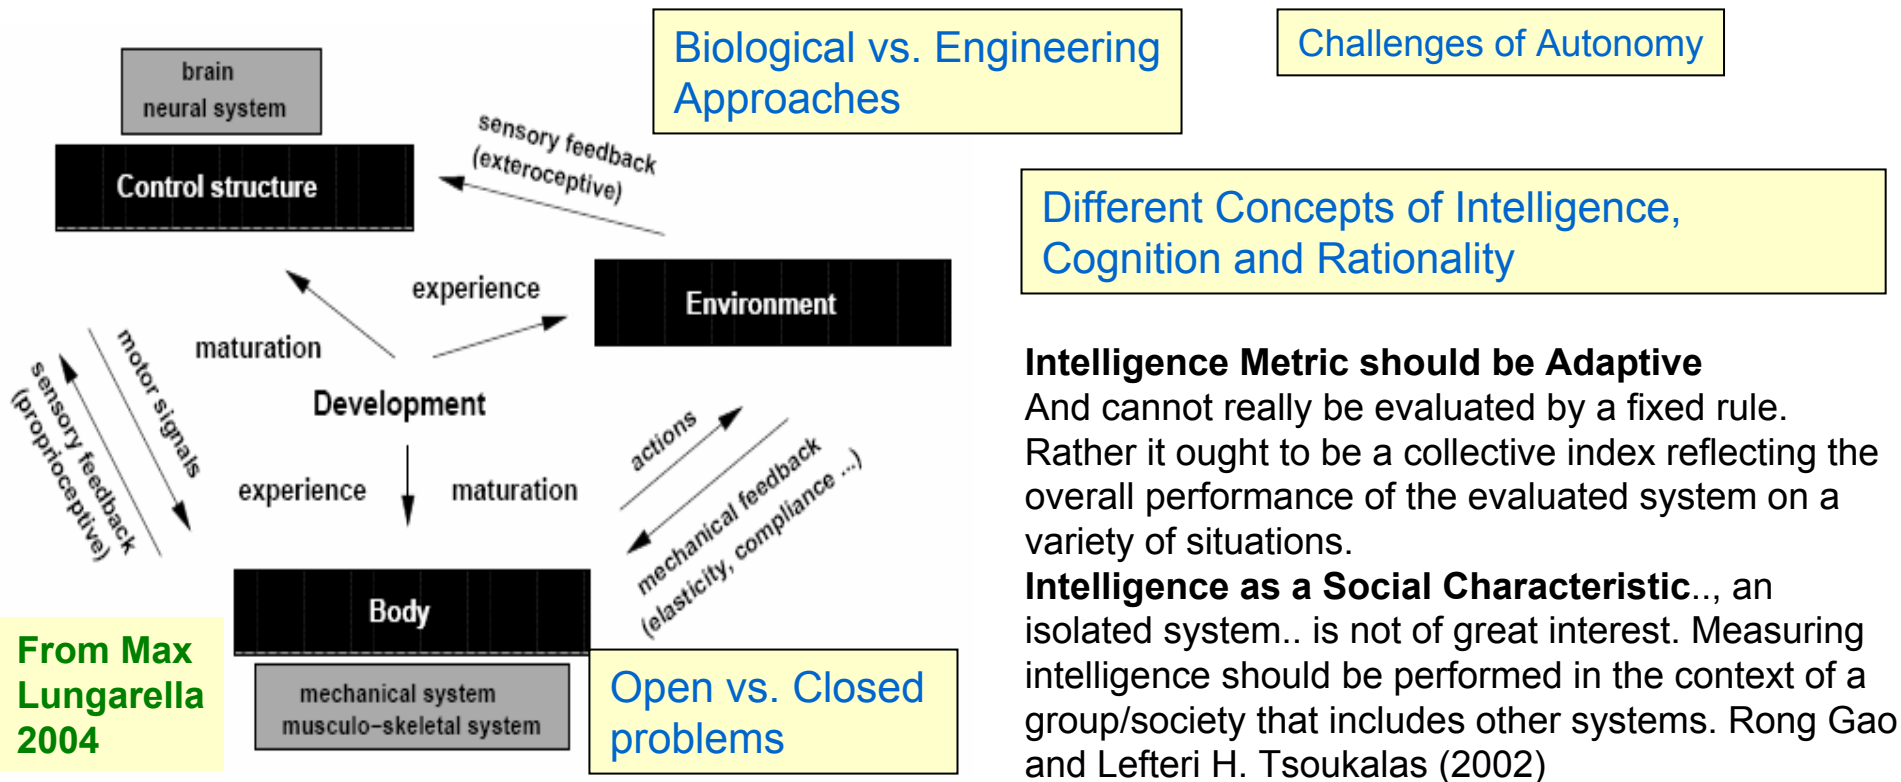 brain
neural system
Control structure
sensory feedback
(exteroceptive)
Biological vs. Engineering
Approaches
Challenges of Autonomy
experience
Environment
maturation
Development
motor signals
sensory feedback
(proprioceptive)
experience
maturation
actions
mechanical feedback
(elasticity, compliance ...)
Body
mechanical system
musculo-skeletal system
From Max
Lungarella
2004
Open vs. Closed
problems
Different Concepts of Intelligence,
Cognition and Rationality
Intelligence Metric should be Adaptive
And cannot really be evaluated by a fixed rule.
Rather it ought to be a collective index reflecting the
overall performance of the evaluated system on a
variety of situations.
Intelligence as a Social Characteristic.., an
isolated system.. is not of great interest. Measuring
intelligence should be performed in the context of a
group/society that includes other systems. Rong Gao
and Lefteri H. Tsoukalas (2002)